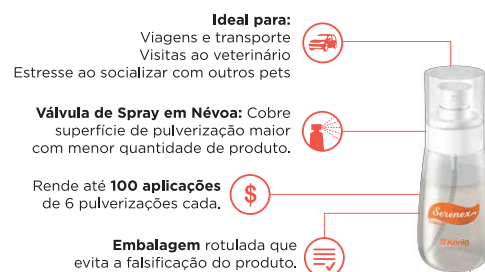 Ideal para:
Viagens e transporte
Visitas ao veterinário
Estresse ao socializar com outros pets
Válvula de Spray em Névoa: Cobre
superfície de pulverização maior
com menor quantidade de produto.
Rende até 100 aplicações
de 6 pulverizações cada.
Embalagem rotulada que
evita a falsificação do produto.
$
Serenex
König